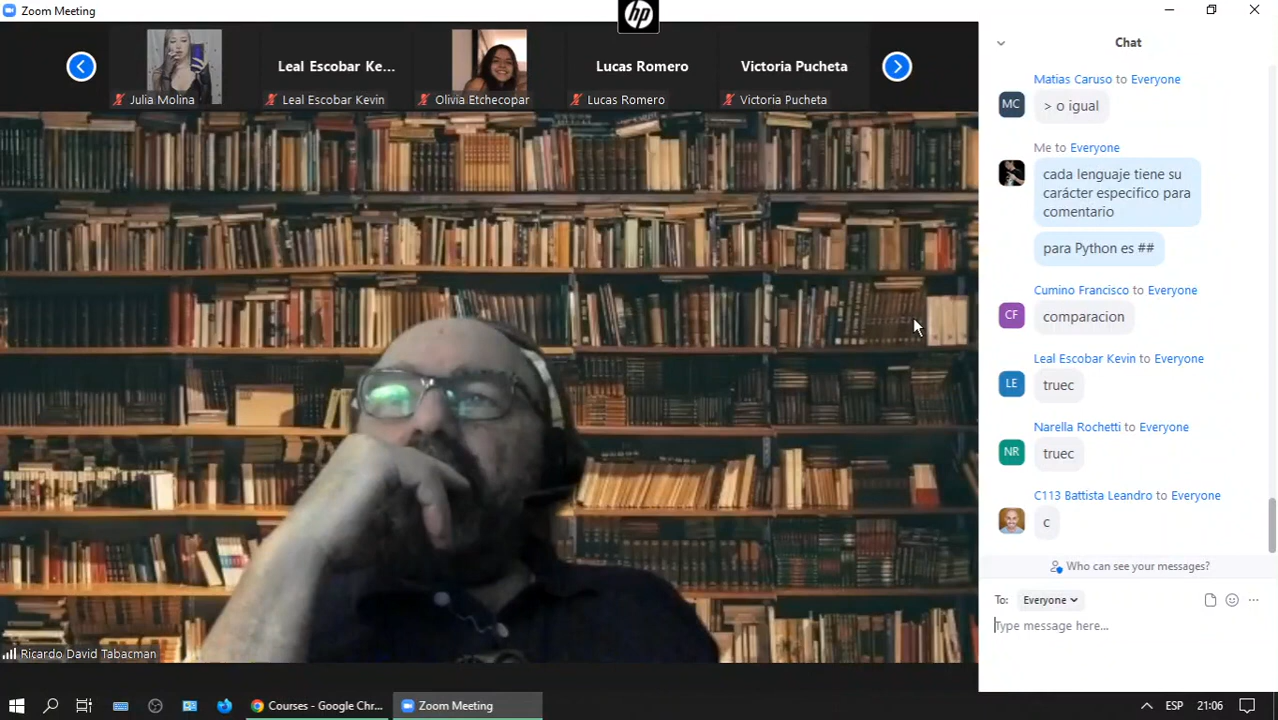 Zoom Meeting
hp
Leal Escobar Ke...
Lucas Romero
Victoria Pucheta
Julia Molina
Leal Escobar Kevin
Olivia Etchecopar
Lucas Romero
Victoria Pucheta
Ricardo David Tabacman
Chat
Matias Caruso to Everyone
MC
> o igual
Me to Everyone
cada lenguaje tiene su
carácter especifico para
comentario
para Python es ##
Cumino Francisco to Everyone
CF
comparacion
Leal Escobar Kevin to Everyone
LE
truec
Narella Rochetti to Everyone
NR
truec
C113 Battista Leandro to Everyone
c
Who can see your messages?
To: Everyone
Type message here...
Courses - Google Chr...
Zoom Meeting
ESP
21:06